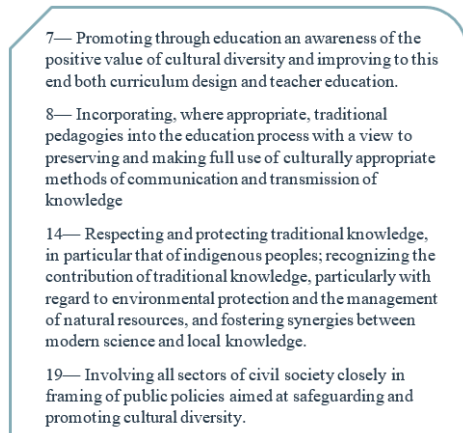 7— Promoting through education an awareness of the
positive value of cultural diversity and improving to this
end both curriculum design and teacher education.
8— Incorporating, where appropriate, traditional
pedagogies into the education process with a view to
preserving and making full use of culturally appropriate
methods of communication and transmission of
knowledge
14— Respecting and protecting traditional knowledge,
in particular that of indigenous peoples; recognizing the
contribution of traditional knowledge, particularly with
regard to environmental protection and the management
of natural resources, and fostering synergies between
modern science and local knowledge.
19— Involving all sectors of civil society closely in
framing of public policies aimed at safeguarding and
promoting cultural diversity.